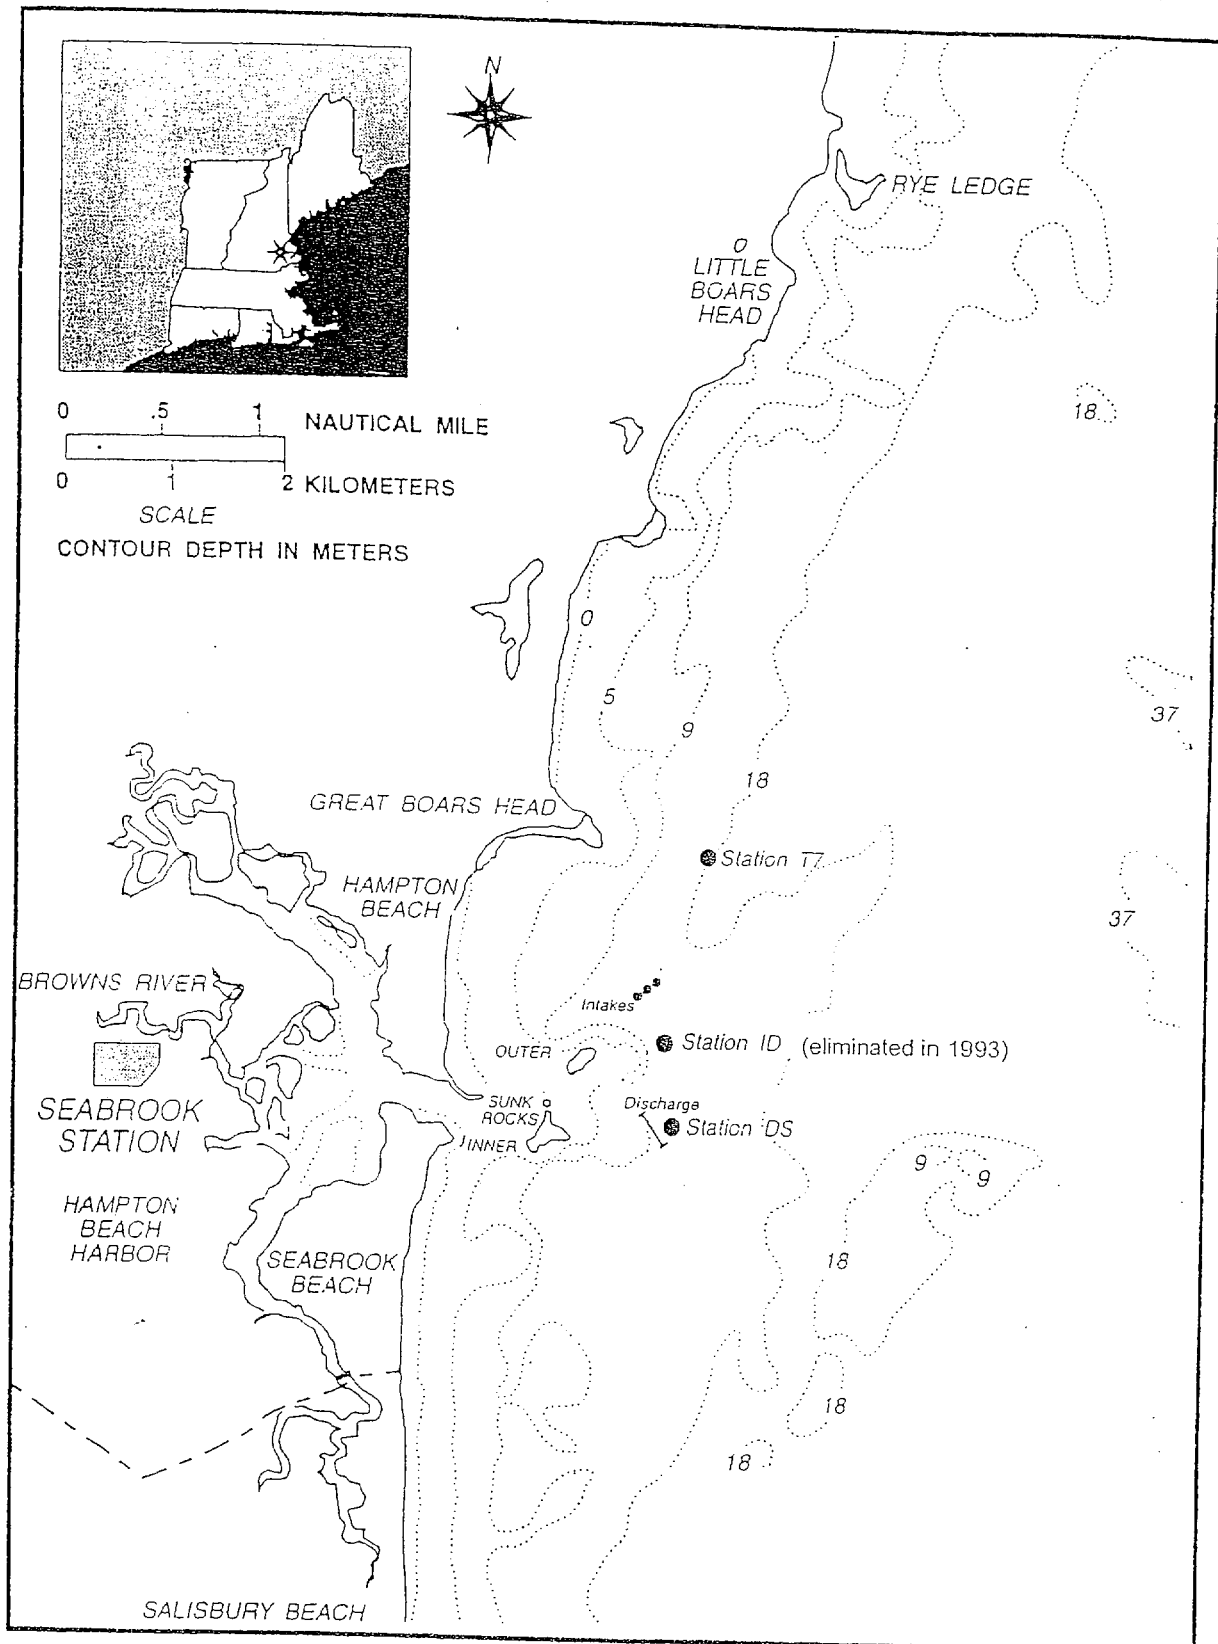 N
RYE LEDGE
O
LITTLE
BOARS
HEAD
0 .5 1 NAUTICAL MILE
0 1 2 KILOMETERS
SCALE
CONTOUR DEPTH IN METERS
18
0
5
9
18
37
GREAT BOARS HEAD
Station T7
HAMPTON
BEACH
37
BROWNS RIVER
Intakes
OUTER
Station ID (eliminated in 1993)
SUNK
ROCKS
Discharge
Station DS
INNER
SEABROOK
STATION
9
9
HAMPTON
BEACH
HARBOR
SEABROOK
BEACH
18
18
18
SALISBURY BEACH